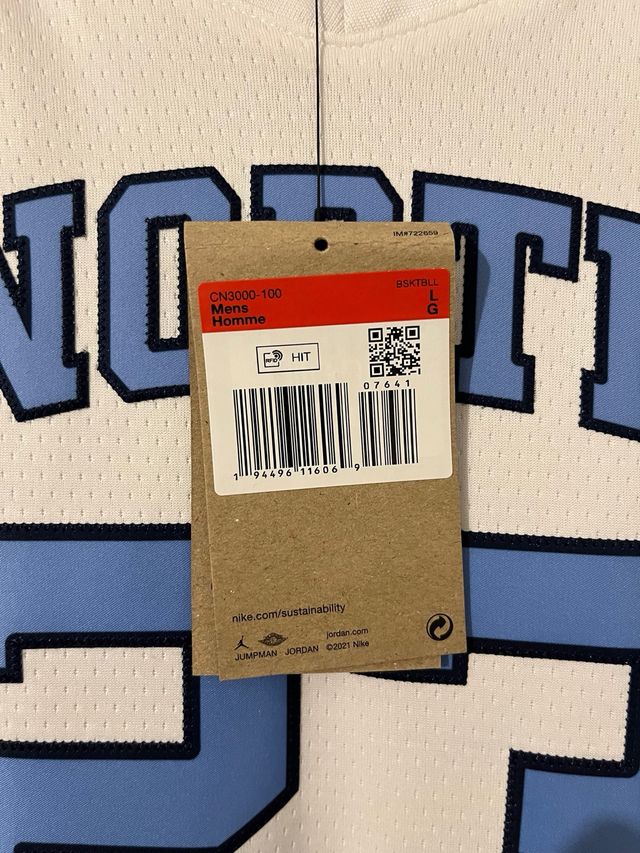 NORTH
IM#722659
CN3000-100
BSKTBLL
Mens
L
Homme
G
RFID
HIT
07641
1 94496 11606 9
nike.com/sustainability
jordan.com
JUMPMAN JORDAN ©2021 Nike